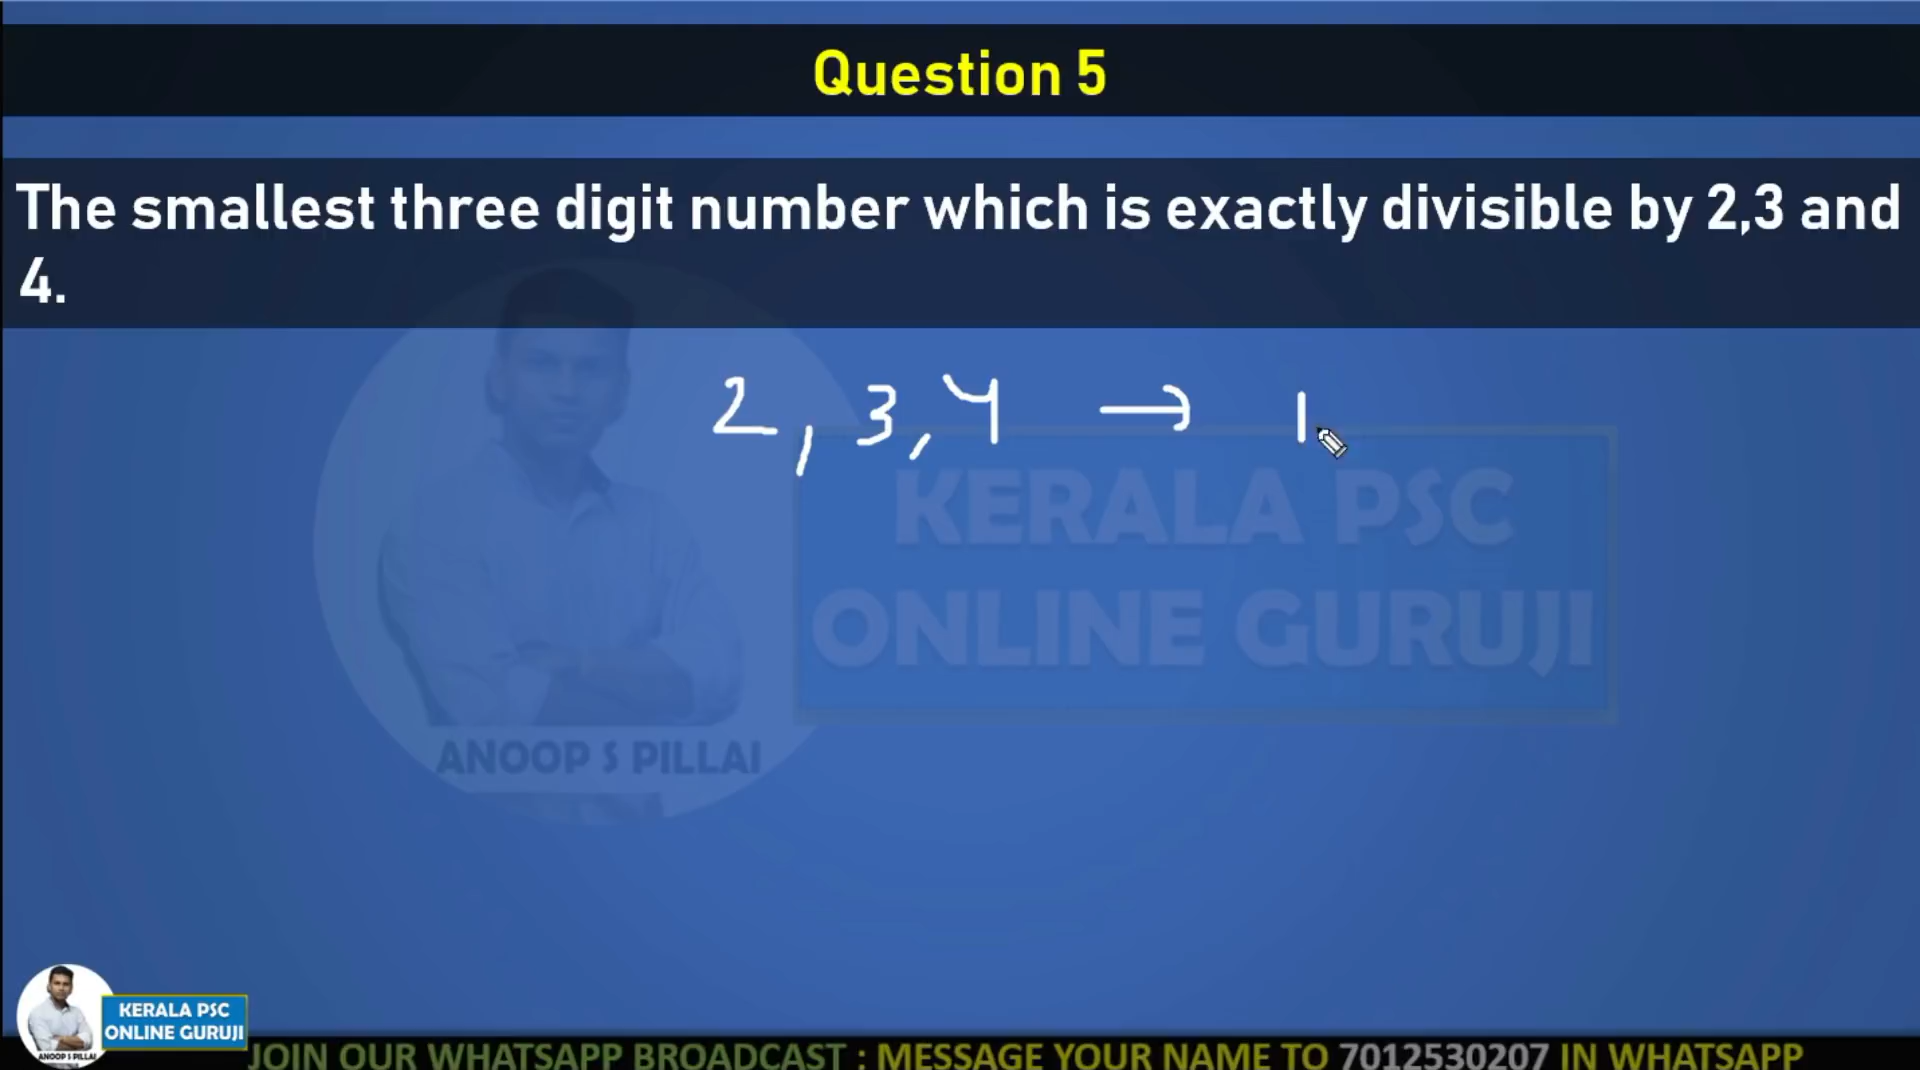 Question 5
The smallest three digit number which is exactly divisible by 2,3 and
4.
2, 3, 4 → 1
KERALA PSC
ONLINE GURUJI
ANOOP S PILLAI
KERALA PSC
ONLINE GURUJI
ANOOP S PILLAI
JOIN OUR WHATSAPP BROADCAST : MESSAGE YOUR NAME TO 7012530207 IN WHATSAPP